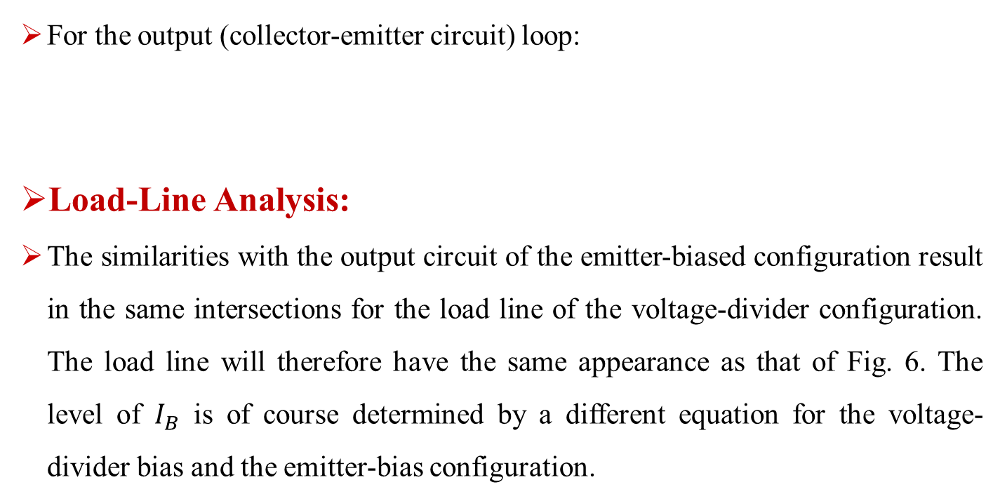 ➢ For the output (collector-emitter circuit) loop:
➢ Load-Line Analysis:
➢ The similarities with the output circuit of the emitter-biased configuration result
in the same intersections for the load line of the voltage-divider configuration.
The load line will therefore have the same appearance as that of Fig. 6. The
level of I_B is of course determined by a different equation for the voltage-
divider bias and the emitter-bias configuration.